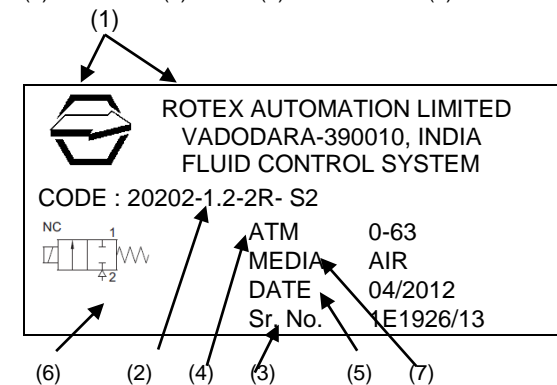 (1)
ROTEX AUTOMATION LIMITED
VADODARA-390010, INDIA
FLUID CONTROL SYSTEM
CODE : 20202-1.2-2R- S2
NC
1
2
ATM 0-63
MEDIA AIR
DATE 04/2012
Sr. No. 1E1926/13
(6) (2) (4) (3) (5) (7)